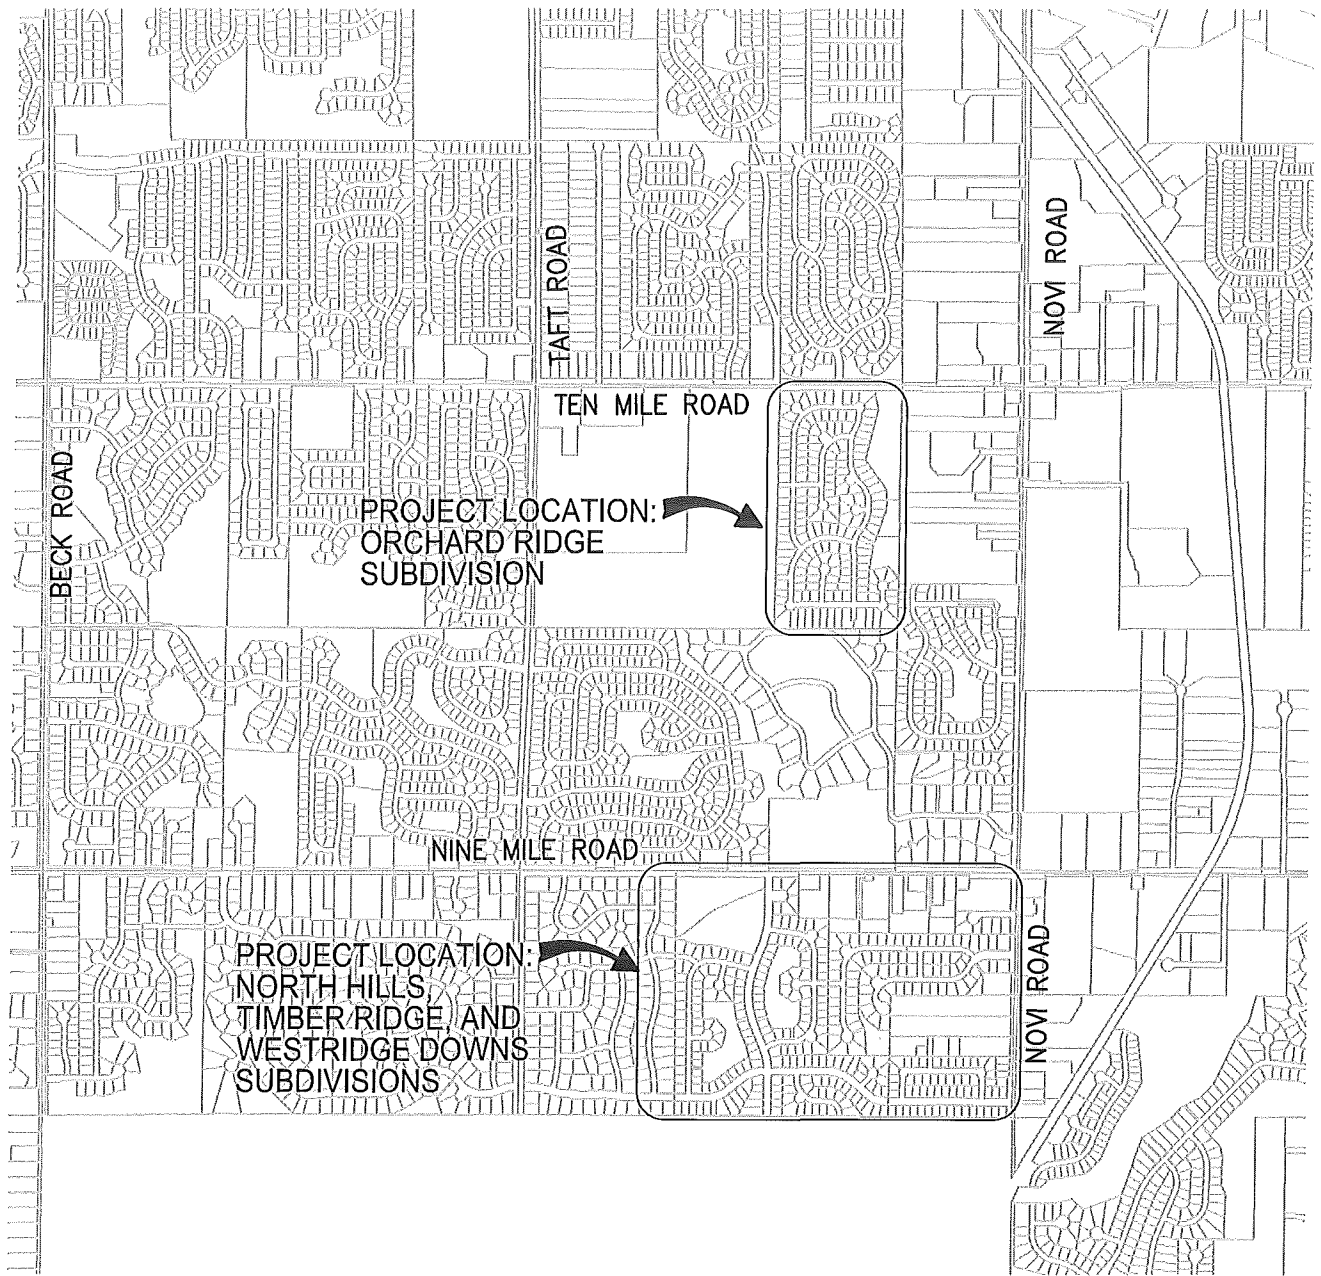 TAFT ROAD
NOVI ROAD
TEN MILE ROAD
BECK ROAD
PROJECT LOCATION:
ORCHARD RIDGE
SUBDIVISION
NINE MILE ROAD
PROJECT LOCATION:
NORTH HILLS,
TIMBER RIDGE, AND
WESTRIDGE DOWNS
SUBDIVISIONS
NOVI ROAD